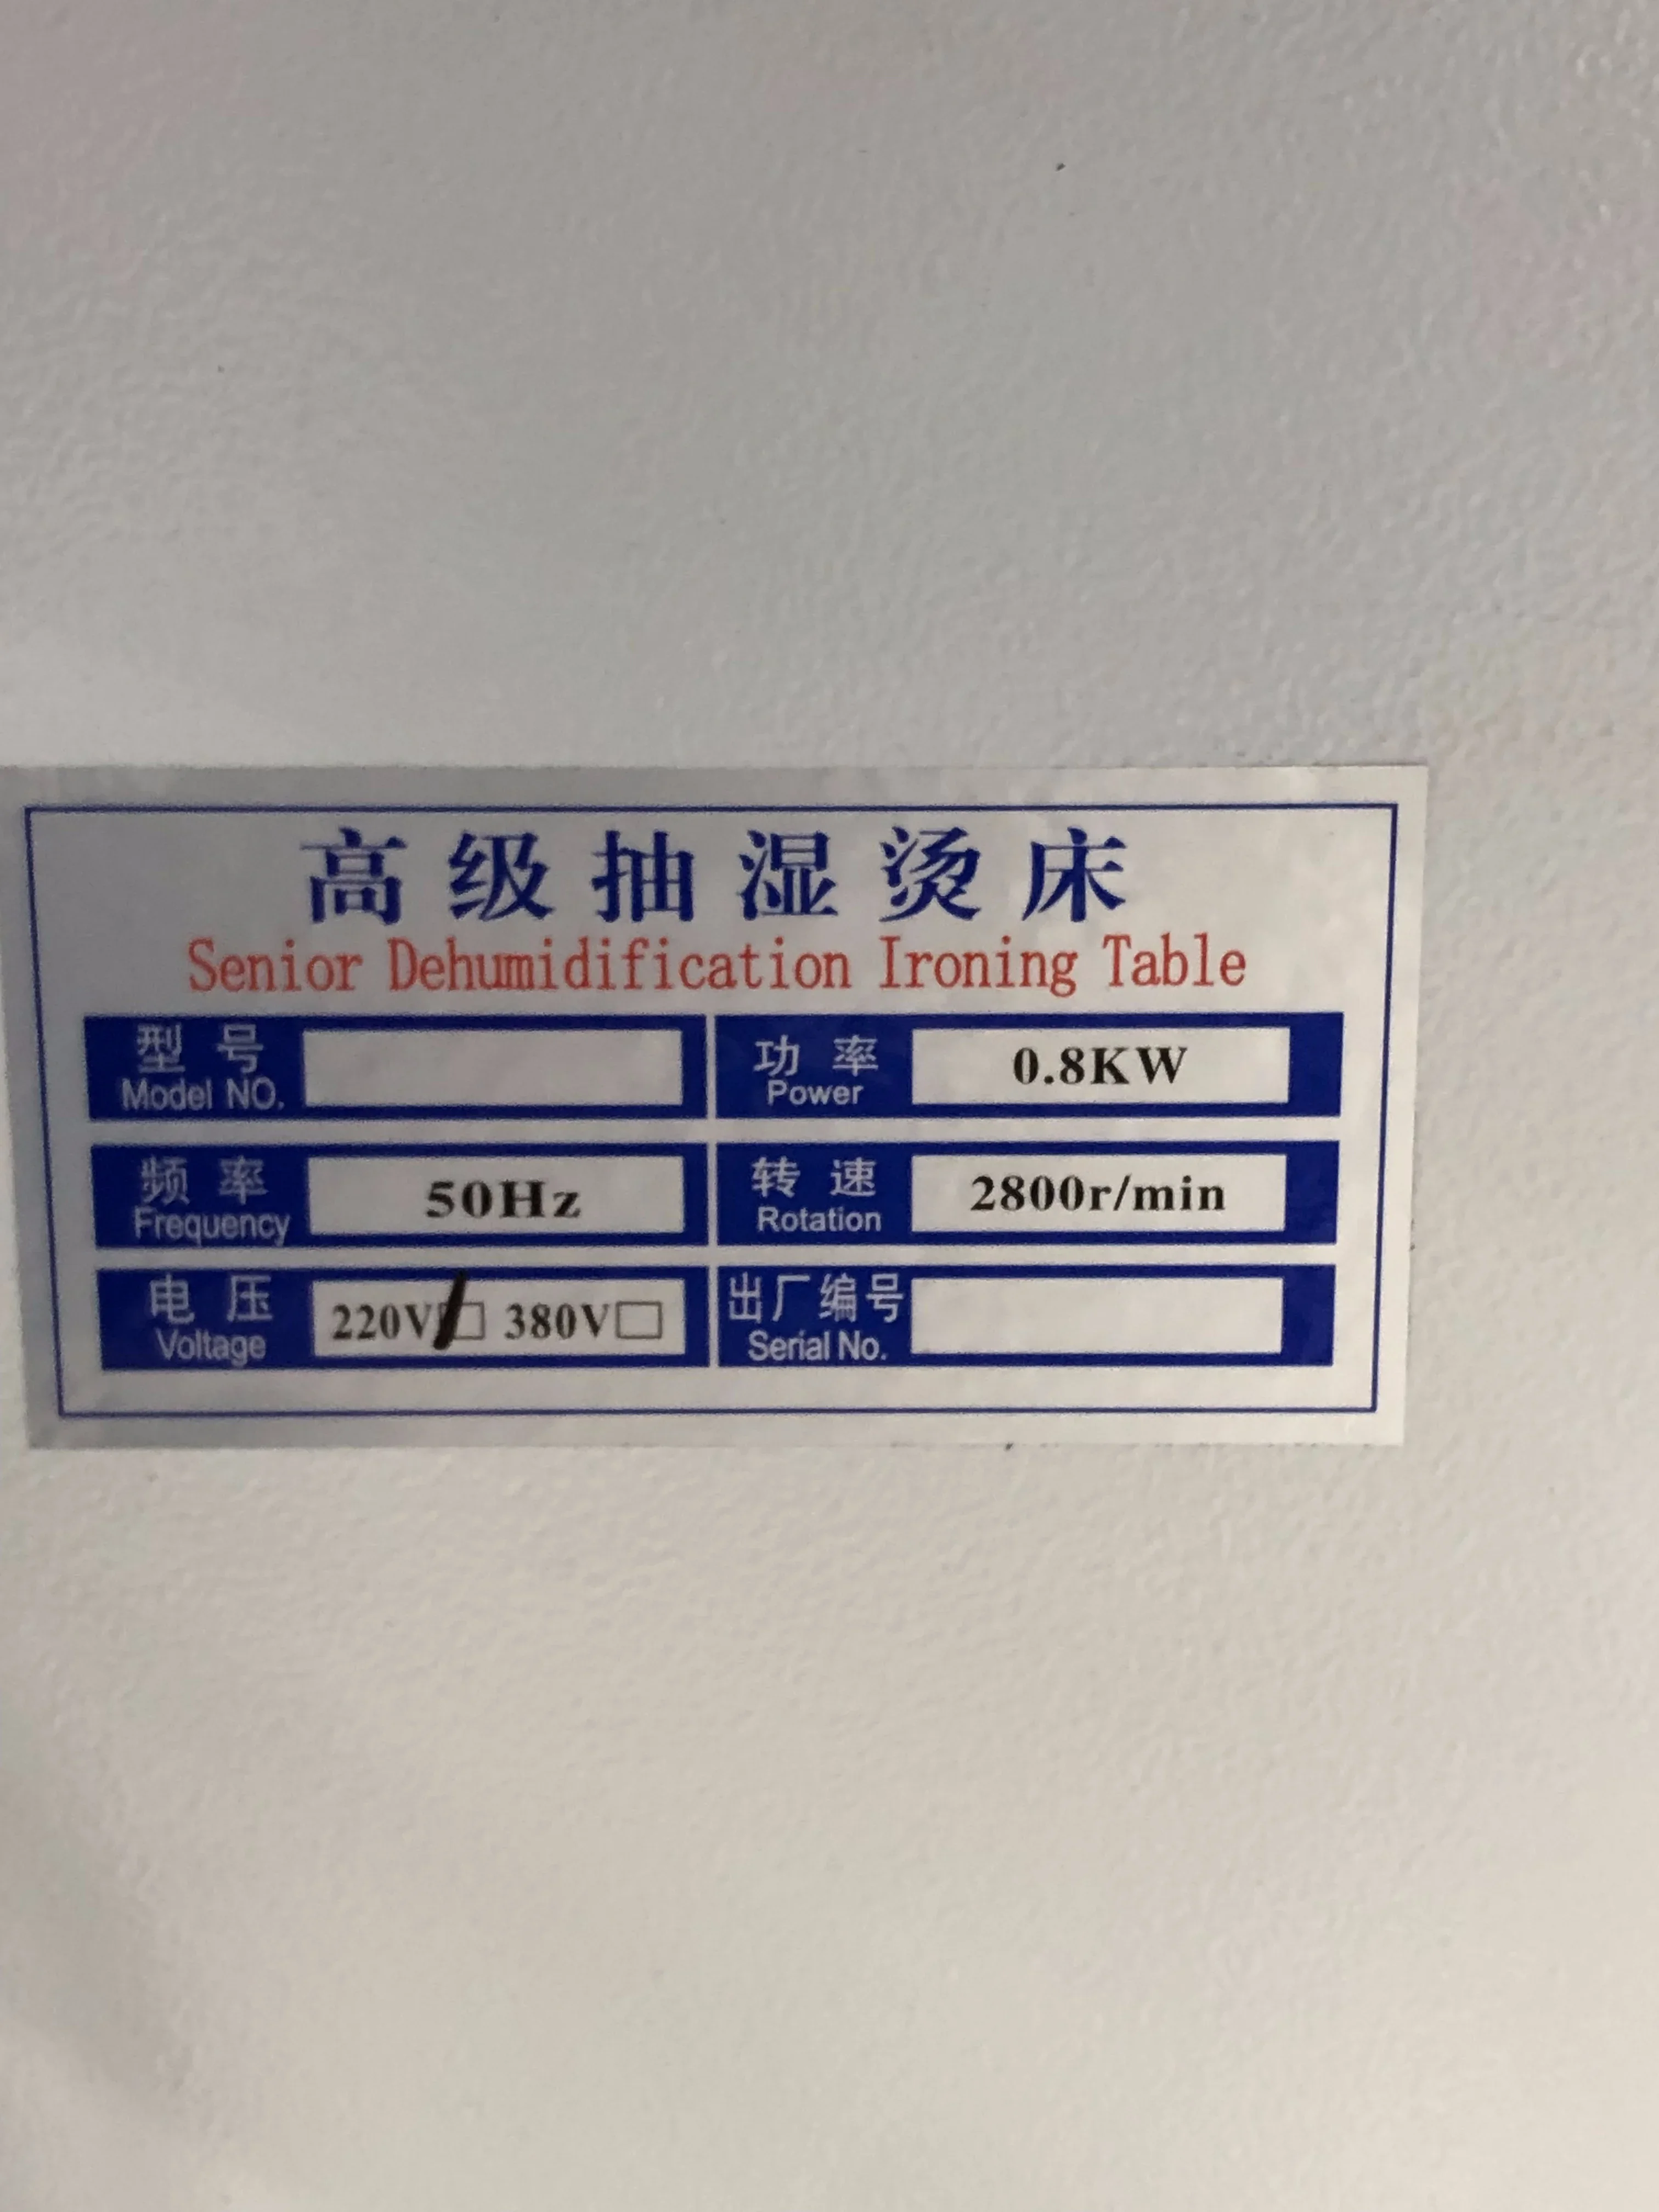 高级抽湿烫床
Senior Dehumidification Ironing Table
型号
Model NO.
功率
Power
0.8KW
频率
Frequency
50Hz
转速
Rotation
2800r/min
电压
Voltage
220V□ 380V□
出厂编号
Serial No.